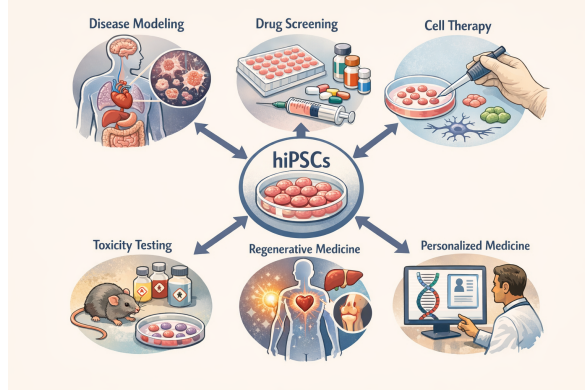 Disease Modeling
Drug Screening
Cell Therapy
hiPSCs
Toxicity Testing
Regenerative Medicine
Personalized Medicine